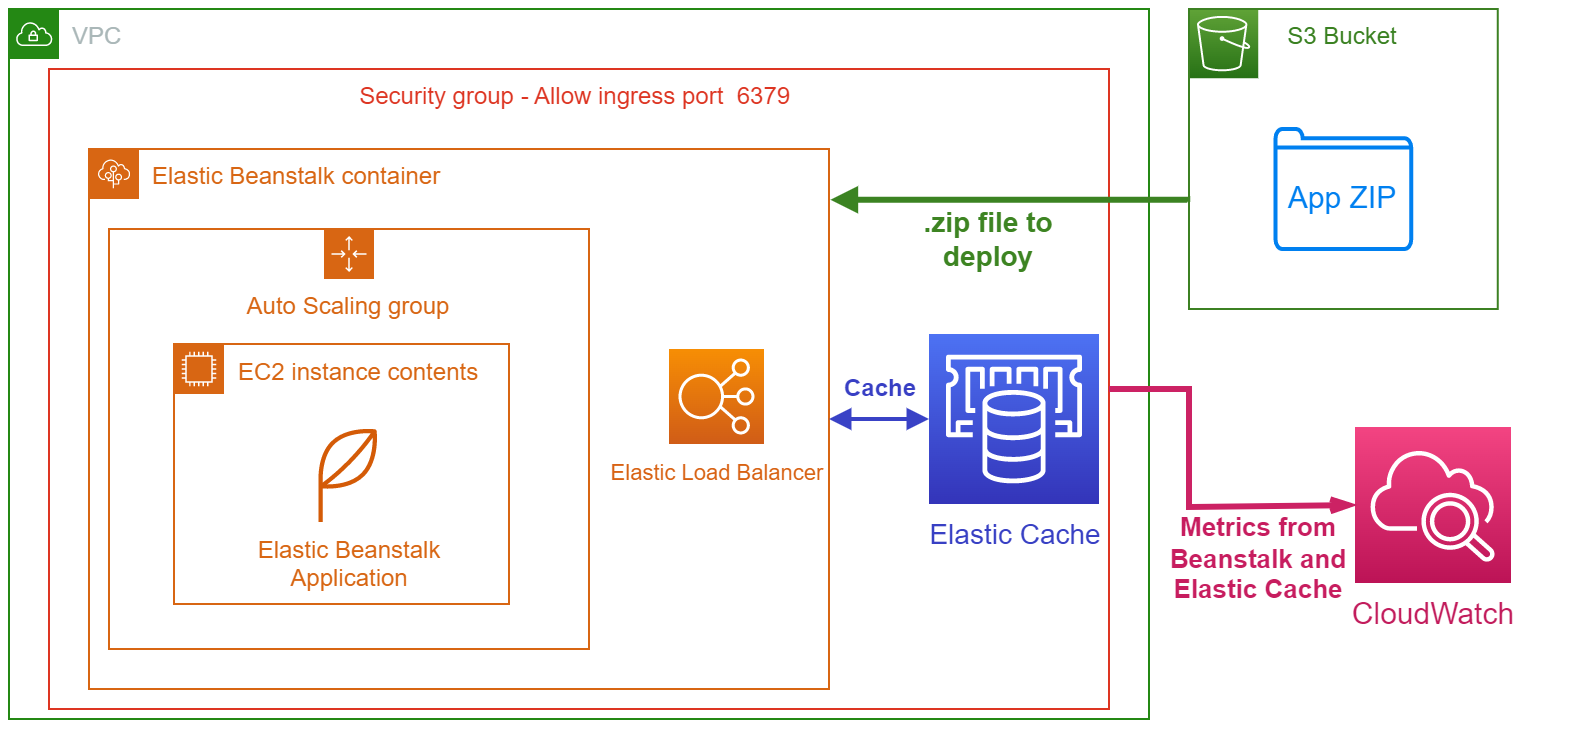 VPC
S3 Bucket
Security group - Allow ingress port 6379
Elastic Beanstalk container
App ZIP
.zip file to
deploy
Auto Scaling group
EC2 instance contents
Cache
Elastic Load Balancer
Elastic Cache
Metrics from
Beanstalk and
Elastic Cache
Elastic Beanstalk
Application
CloudWatch